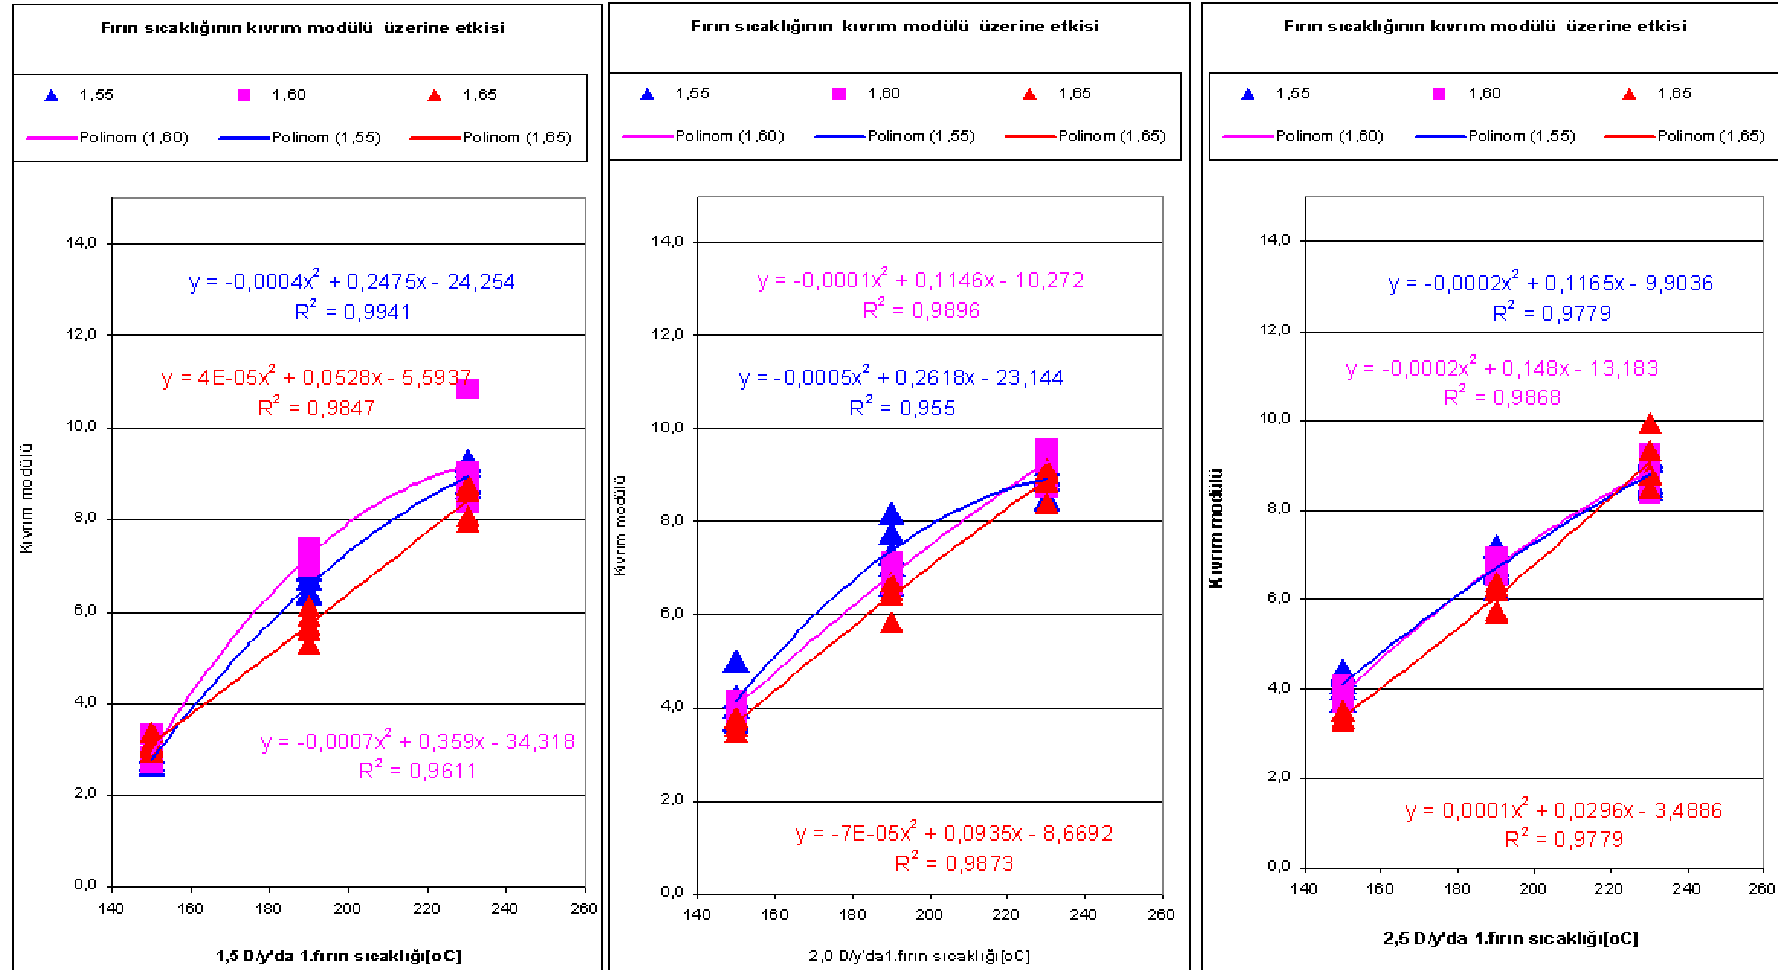 Fırın sıcaklığının kıvrım modülü üzerine etkisi
1,55 1,60 1,65
Polinom (1,60) Polinom (1,55) Polinom (1,65)
14,0
12,0
10,0
8,0
6,0
4,0
2,0
0,0
y = -0,0004x² + 0,2475x - 24,254
R² = 0,9941
y = 4E-05x² + 0,0528x - 5,5937
R² = 0,9847
y = -0,0007x² + 0,359x - 34,318
R² = 0,9611
Kıvrım modülü
140 160 180 200 220 240 260
1,5 D/y'da 1.fırın sıcaklığı[oC]
Fırın sıcaklığının kıvrım modülü üzerine etkisi
1,55 1,60 1,65
Polinom (1,60) Polinom (1,55) Polinom (1,65)
14,0
12,0
10,0
8,0
6,0
4,0
2,0
0,0
y = -0,0001x² + 0,1146x - 10,272
R² = 0,9896
y = -0,0005x² + 0,2618x - 23,144
R² = 0,955
y = -7E-05x² + 0,0935x - 8,6692
R² = 0,9873
Kıvrım modülü
140 160 180 200 220 240 260
2,0 D/y'da1.fırın sıcaklığı[oC]
Fırın sıcaklığının kıvrım modülü üzerine etkisi
1,55 1,60 1,65
Polinom (1,60) Polinom (1,55) Polinom (1,65)
14,0
12,0
10,0
8,0
6,0
4,0
2,0
0,0
y = -0,0002x² + 0,1165x - 9,9036
R² = 0,9779
y = -0,0002x² + 0,148x - 13,183
R² = 0,9868
y = 0,0001x² + 0,0296x - 3,4886
R² = 0,9779
Kıvrım modülü
140 160 180 200 220 240 260
2,5 D/y'da 1.fırın sıcaklığı[oC]